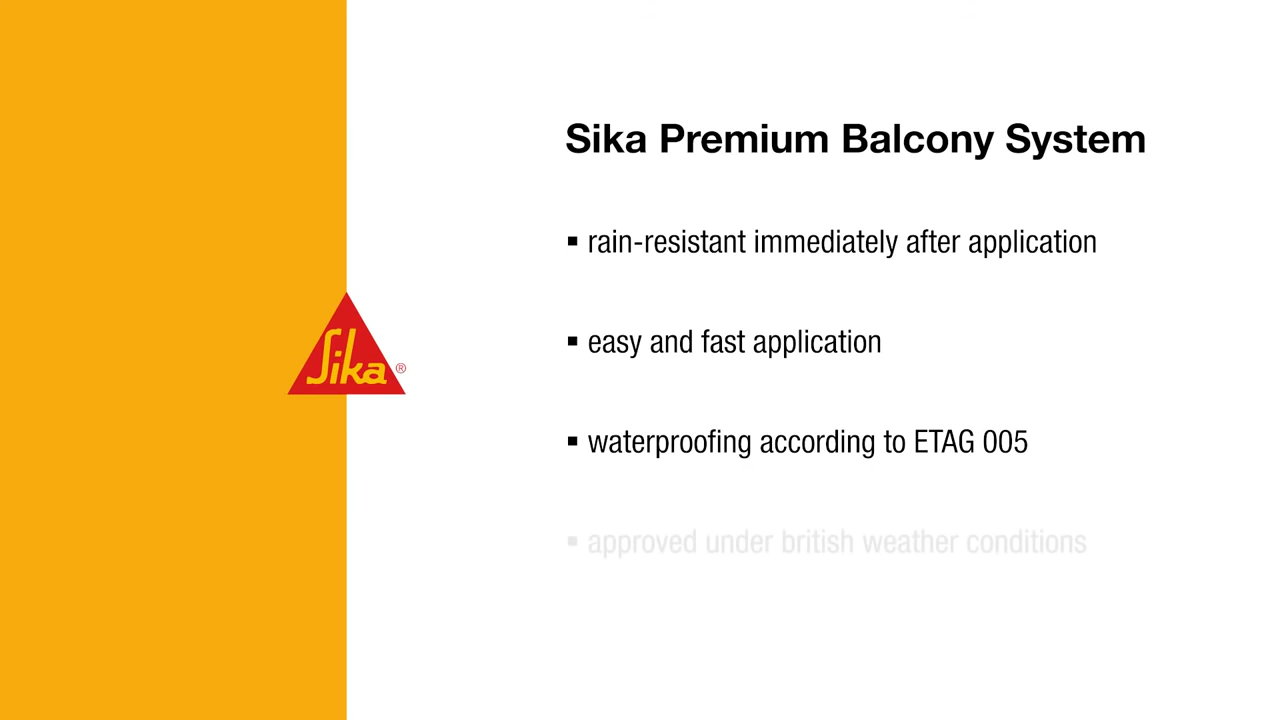 Sika Premium Balcony System
▪ rain-resistant immediately after application
▪ easy and fast application
Sika®
▪ waterproofing according to ETAG 005
▪ approved under british weather conditions